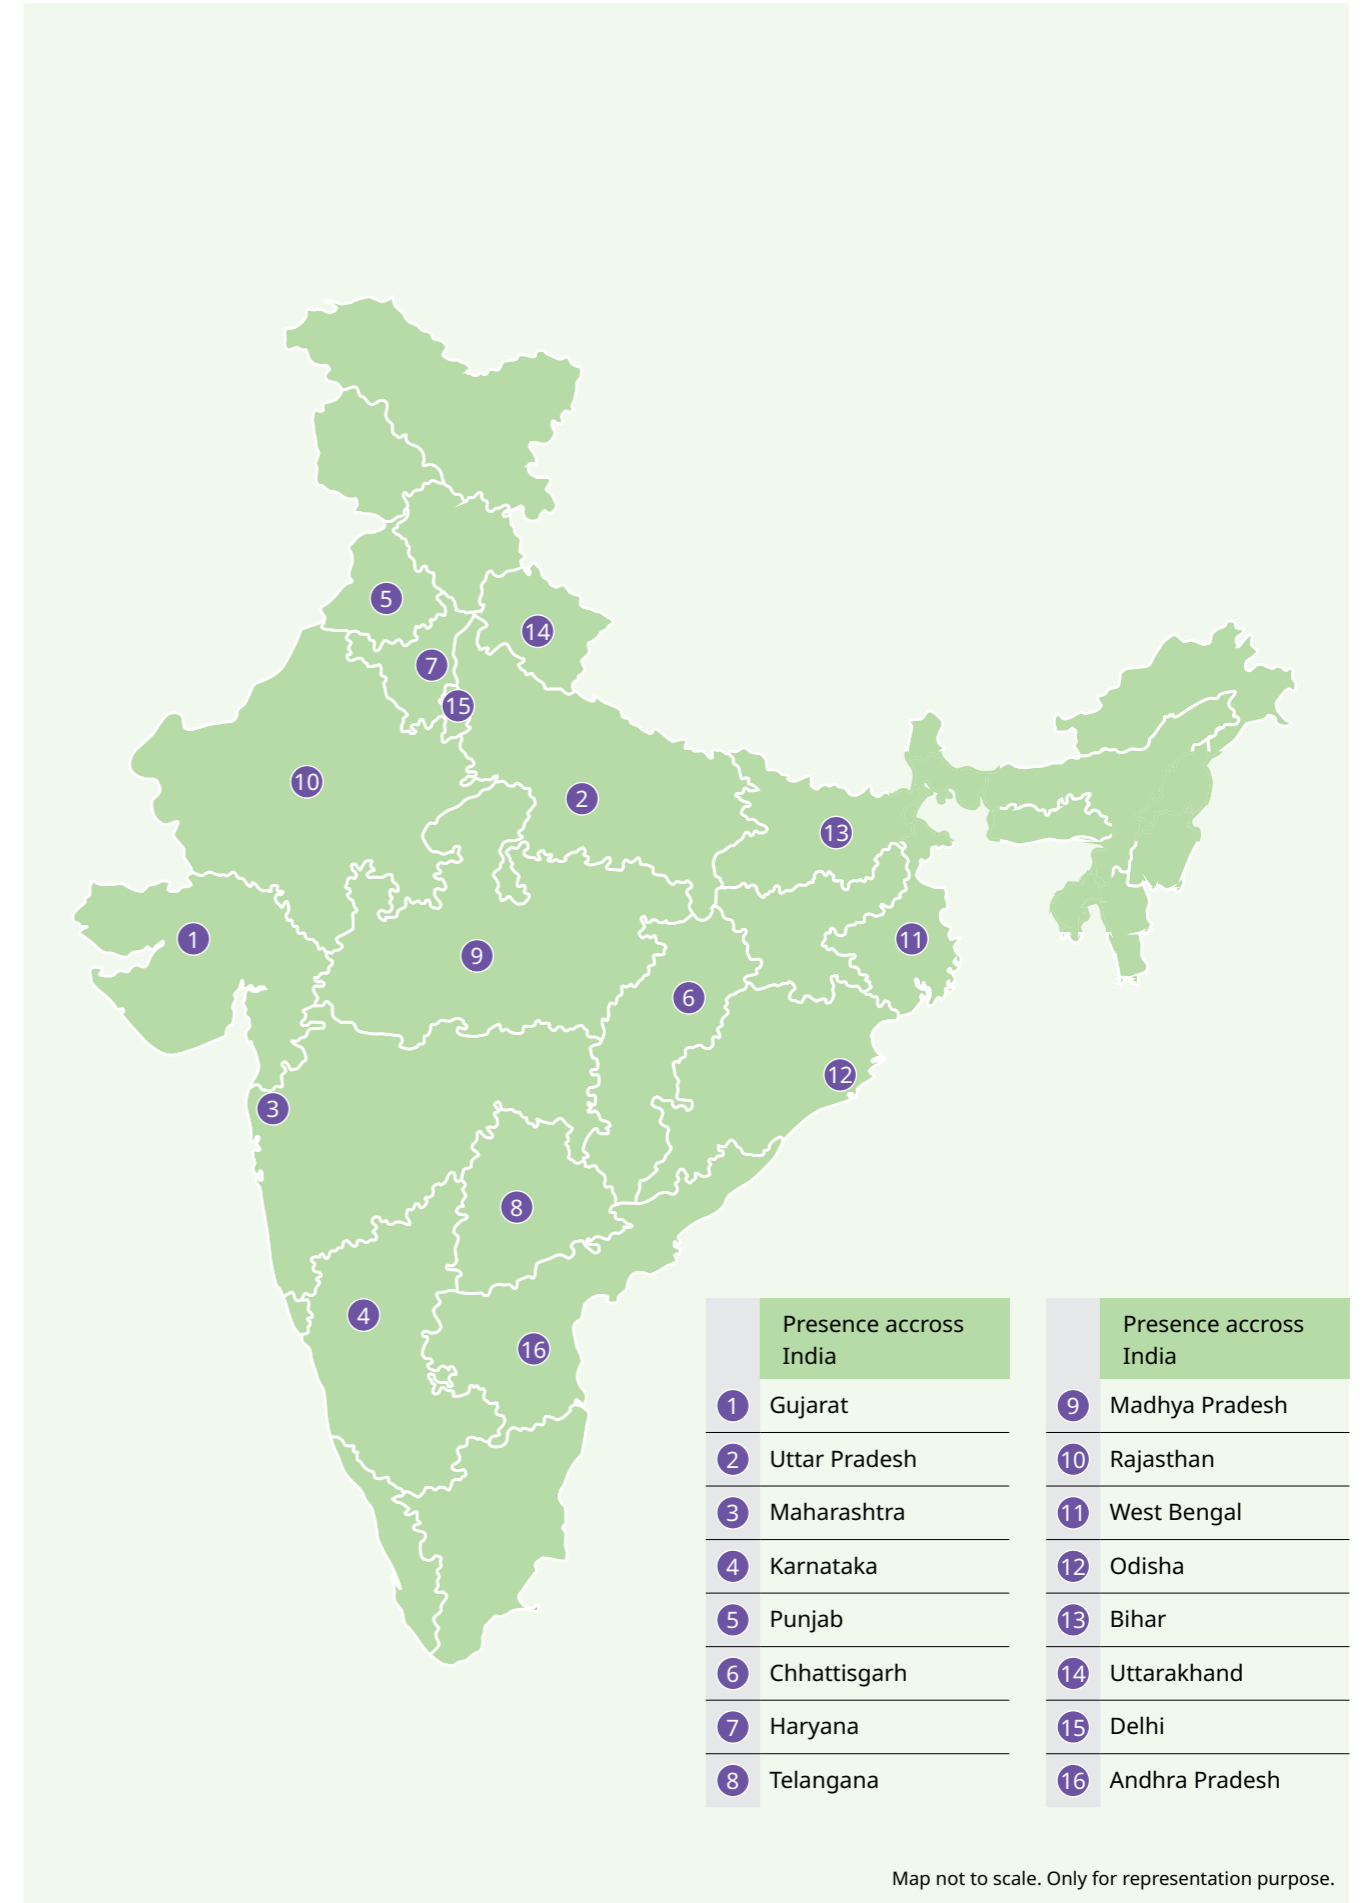 5
14
7
15
10
2
13
1
11
9
6
12
3
8
4
16
Presence accross
India
1 Gujarat
2 Uttar Pradesh
3 Maharashtra
4 Karnataka
5 Punjab
6 Chhattisgarh
7 Haryana
8 Telangana
Presence accross
India
9 Madhya Pradesh
10 Rajasthan
11 West Bengal
12 Odisha
13 Bihar
14 Uttarakhand
15 Delhi
16 Andhra Pradesh
Map not to scale. Only for representation purpose.